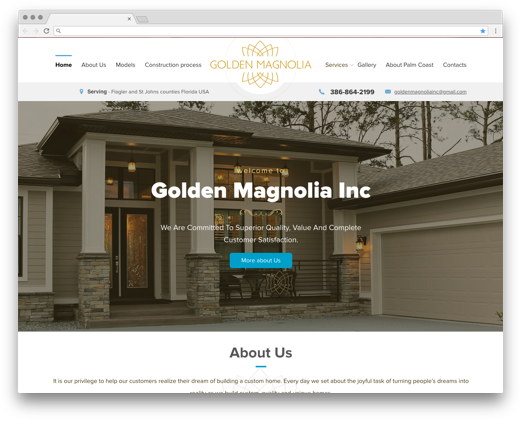 Home About Us Models Construction process GOLDEN MAGNOLIA Services Gallery About Palm Coast Contacts
Serving - Flagler and St Johns counties Florida USA 386-864-2199 goldenmagnoliainc@gmail.com
Welcome to
Golden Magnolia Inc
We Are Committed To Superior Quality, Value And Complete
Customer Satisfaction.
More about Us
About Us
It is our privilege to help our customers realize their dream of building a custom home. Every day we set about the joyful task of turning people's dreams into